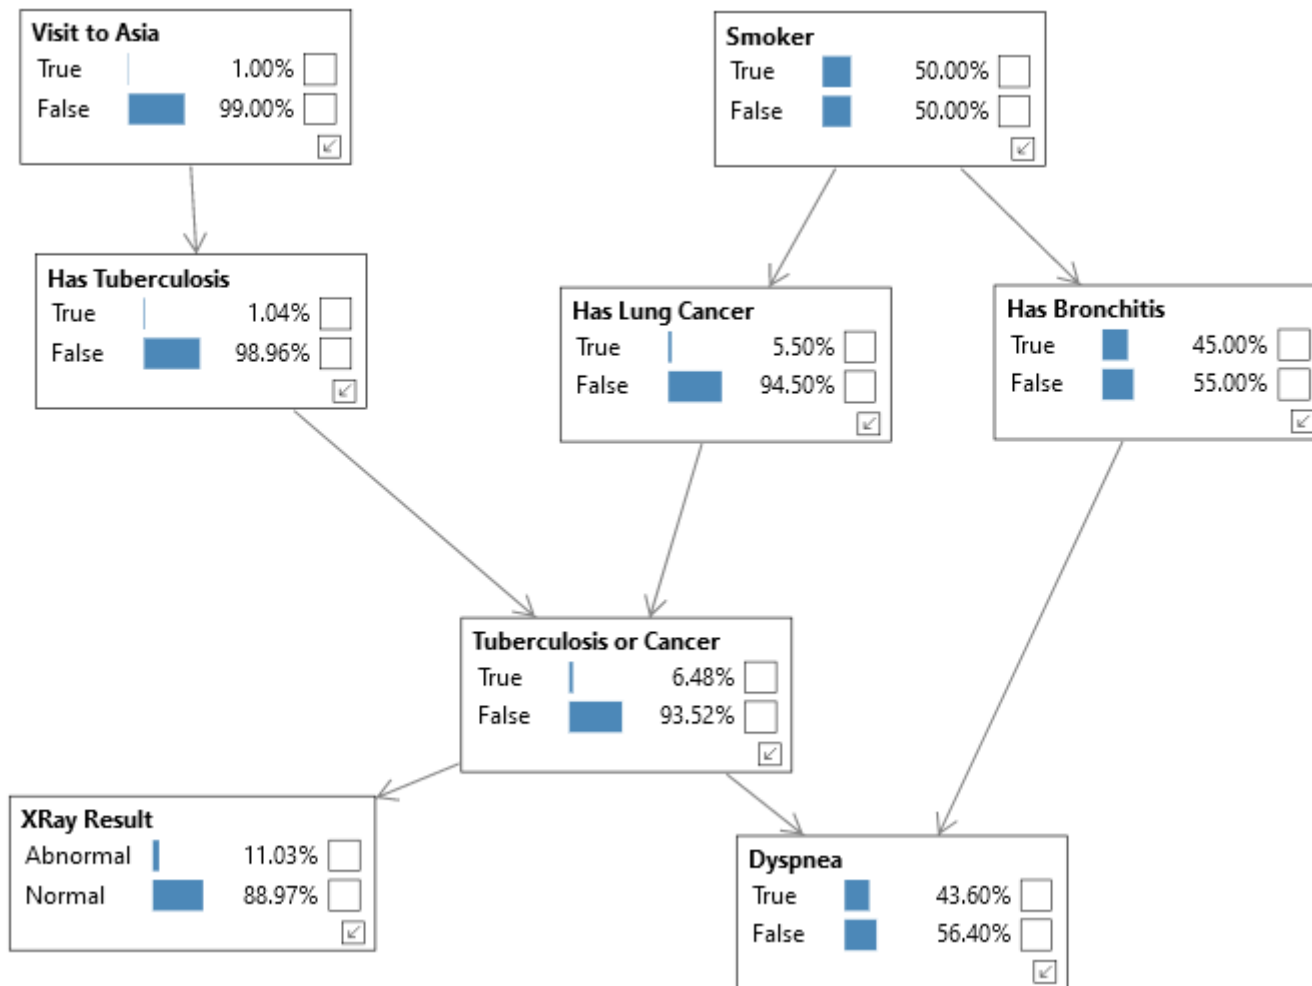 Visit to Asia
True 1.00%
False 99.00%
Smoker
True 50.00%
False 50.00%
Has Tuberculosis
True 1.04%
False 98.96%
Has Lung Cancer
True 5.50%
False 94.50%
Has Bronchitis
True 45.00%
False 55.00%
Tuberculosis or Cancer
True 6.48%
False 93.52%
XRay Result
Abnormal 11.03%
Normal 88.97%
Dyspnea
True 43.60%
False 56.40%